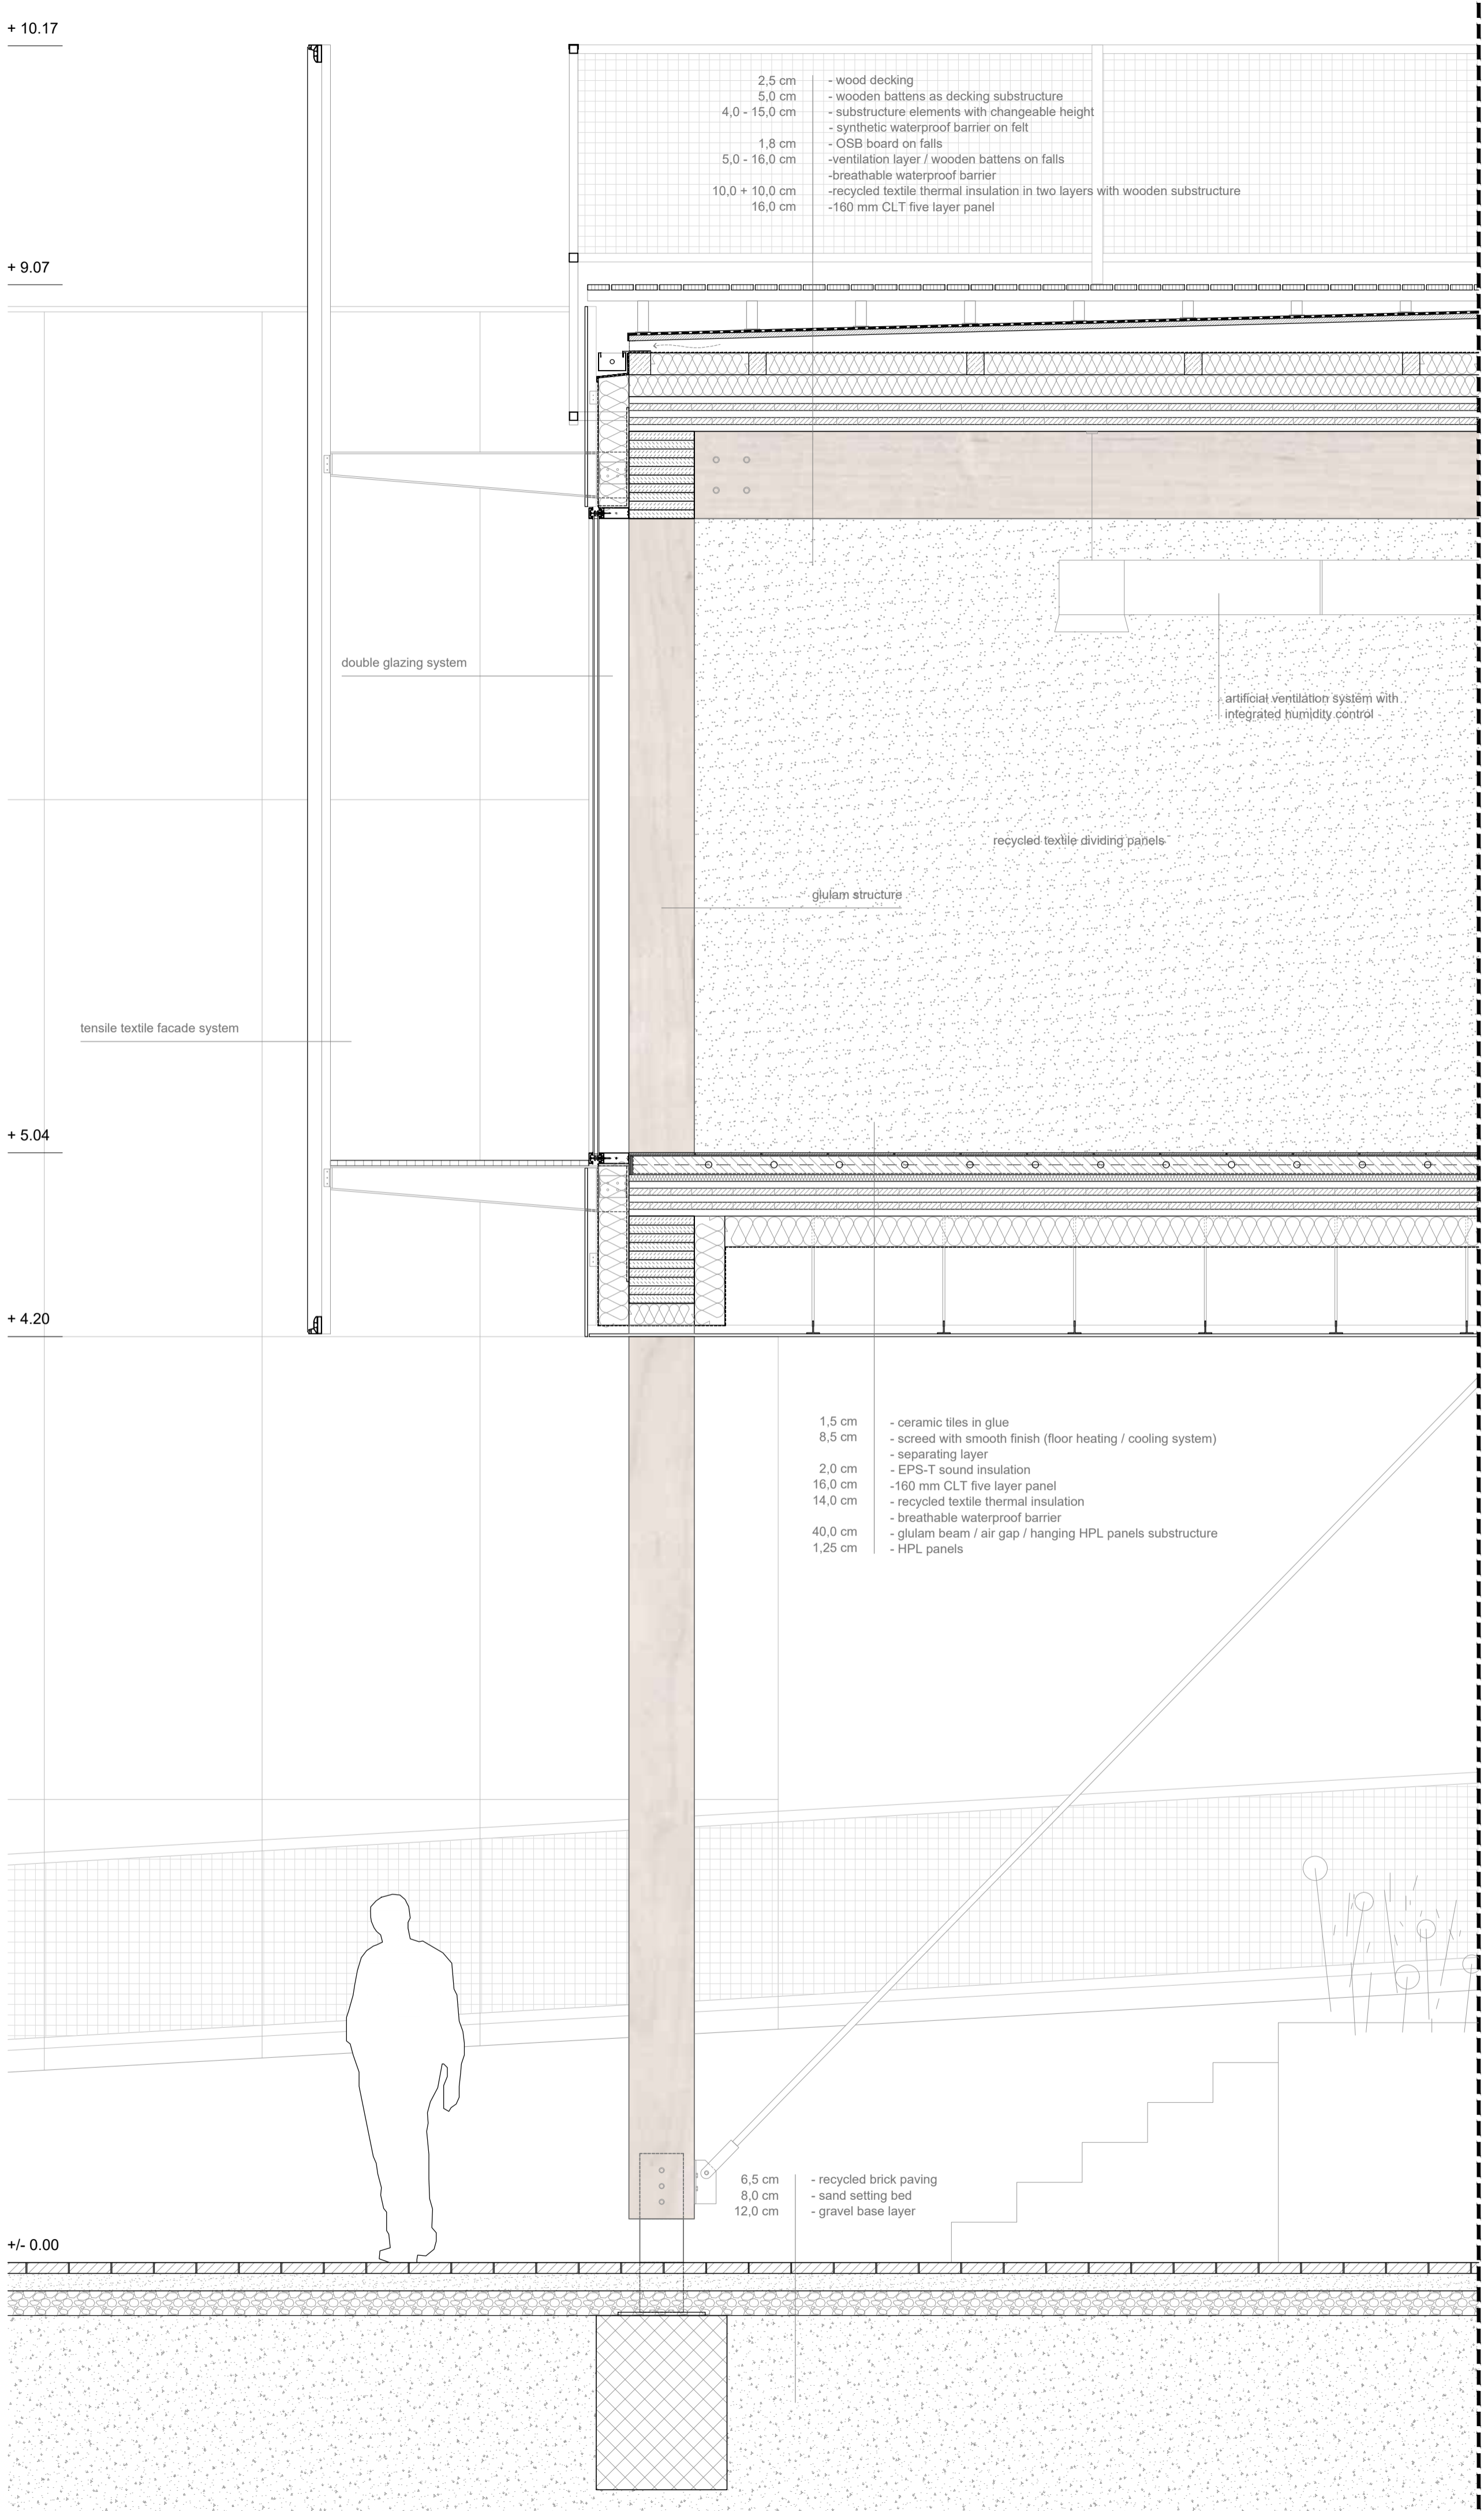 + 10.17
2,5 cm - wood decking
5,0 cm - wooden battens as decking substructure
4,0 - 15,0 cm - substructure elements with changeable height
- synthetic waterproof barrier on felt
1,8 cm - OSB board on falls
5,0 - 16,0 cm -ventilation layer / wooden battens on falls
-breathable waterproof barrier
10,0 + 10,0 cm -recycled textile thermal insulation in two layers with wooden substructure
16,0 cm -160 mm CLT five layer panel
+ 9.07
double glazing system
artificial ventilation system with
integrated humidity control
recycled textile dividing panels
glulam structure
tensile textile facade system
+ 5.04
+ 4.20
1,5 cm - ceramic tiles in glue
8,5 cm - screed with smooth finish (floor heating / cooling system)
- separating layer
2,0 cm - EPS-T sound insulation
16,0 cm -160 mm CLT five layer panel
14,0 cm - recycled textile thermal insulation
- breathable waterproof barrier
40,0 cm - glulam beam / air gap / hanging HPL panels substructure
1,25 cm - HPL panels
6,5 cm - recycled brick paving
8,0 cm - sand setting bed
12,0 cm - gravel base layer
+/- 0.00